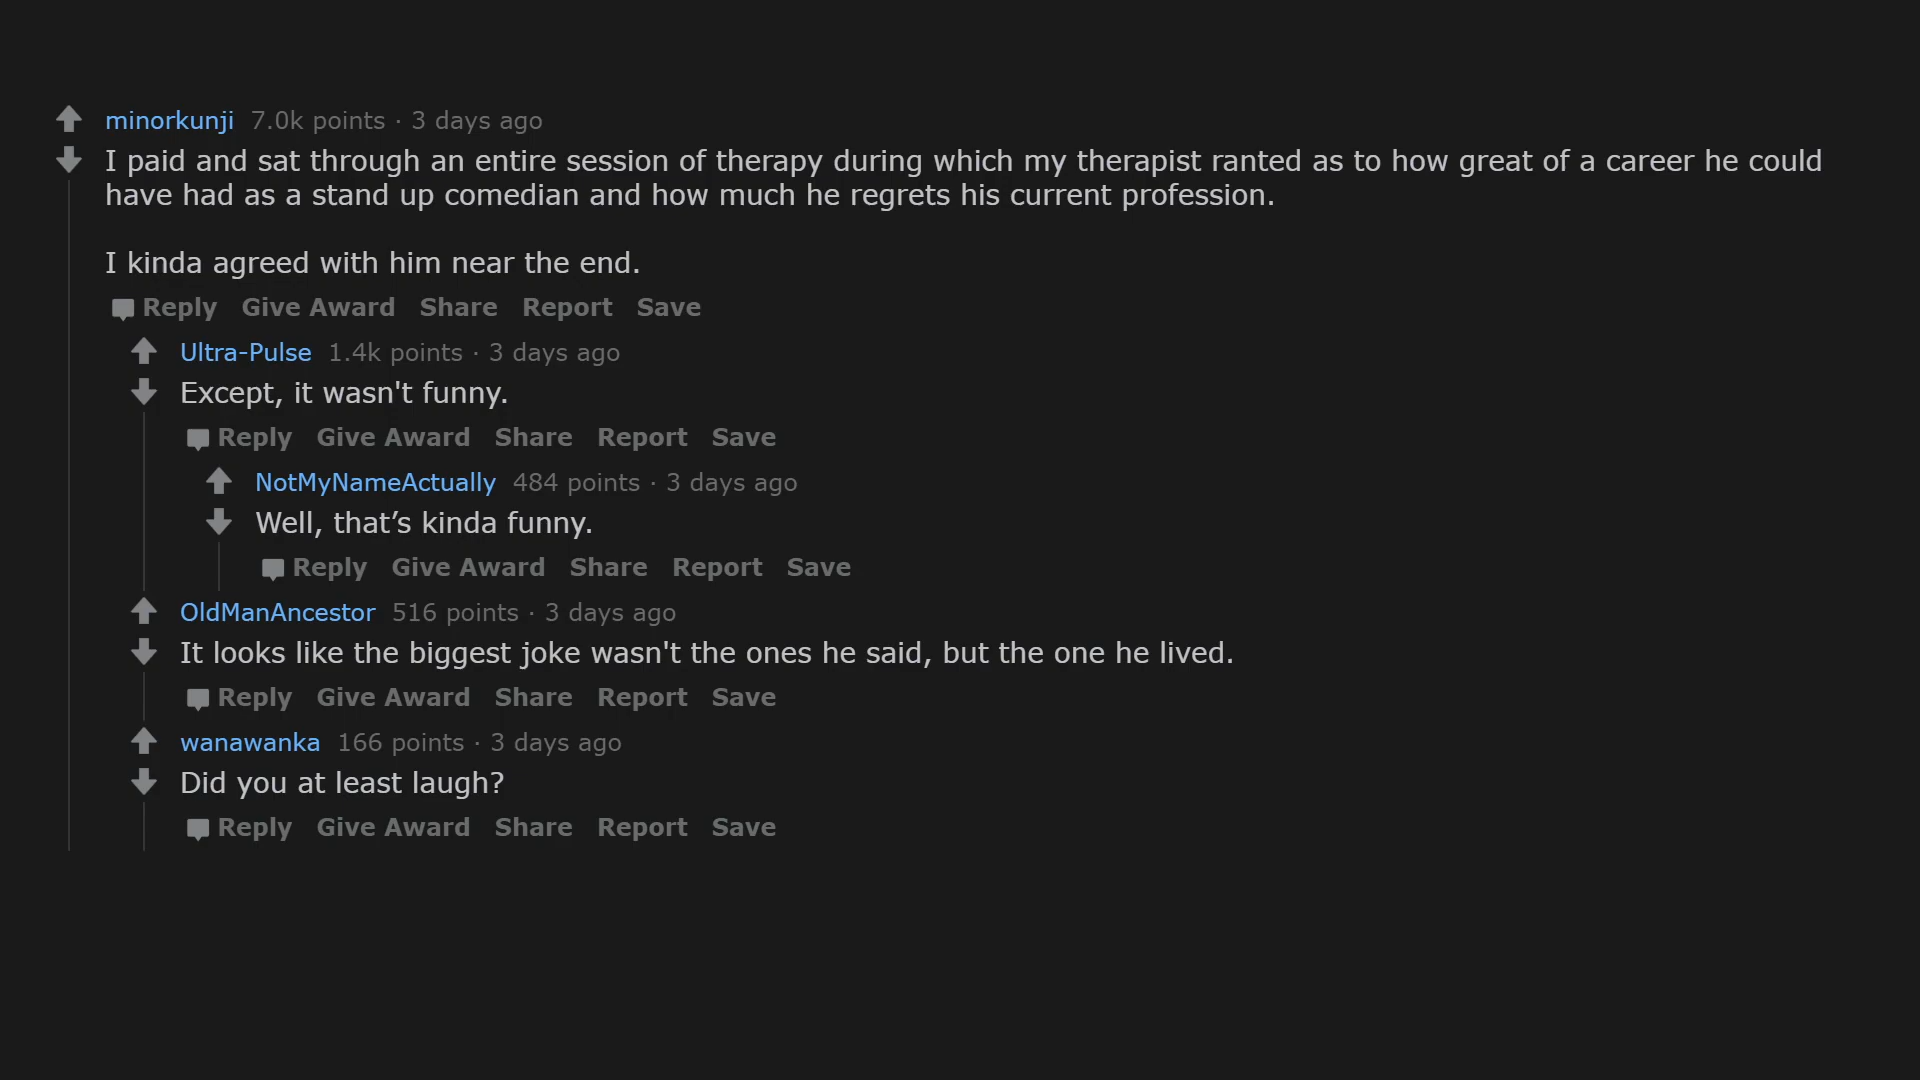 minorkunji 7.0k points · 3 days ago
I paid and sat through an entire session of therapy during which my therapist ranted as to how great of a career he could
have had as a stand up comedian and how much he regrets his current profession.
I kinda agreed with him near the end.
Reply Give Award Share Report Save
Ultra-Pulse 1.4k points · 3 days ago
Except, it wasn't funny.
Reply Give Award Share Report Save
NotMyNameActually 484 points · 3 days ago
Well, that’s kinda funny.
Reply Give Award Share Report Save
OldManAncestor 516 points · 3 days ago
It looks like the biggest joke wasn't the ones he said, but the one he lived.
Reply Give Award Share Report Save
wanawanka 166 points · 3 days ago
Did you at least laugh?
Reply Give Award Share Report Save